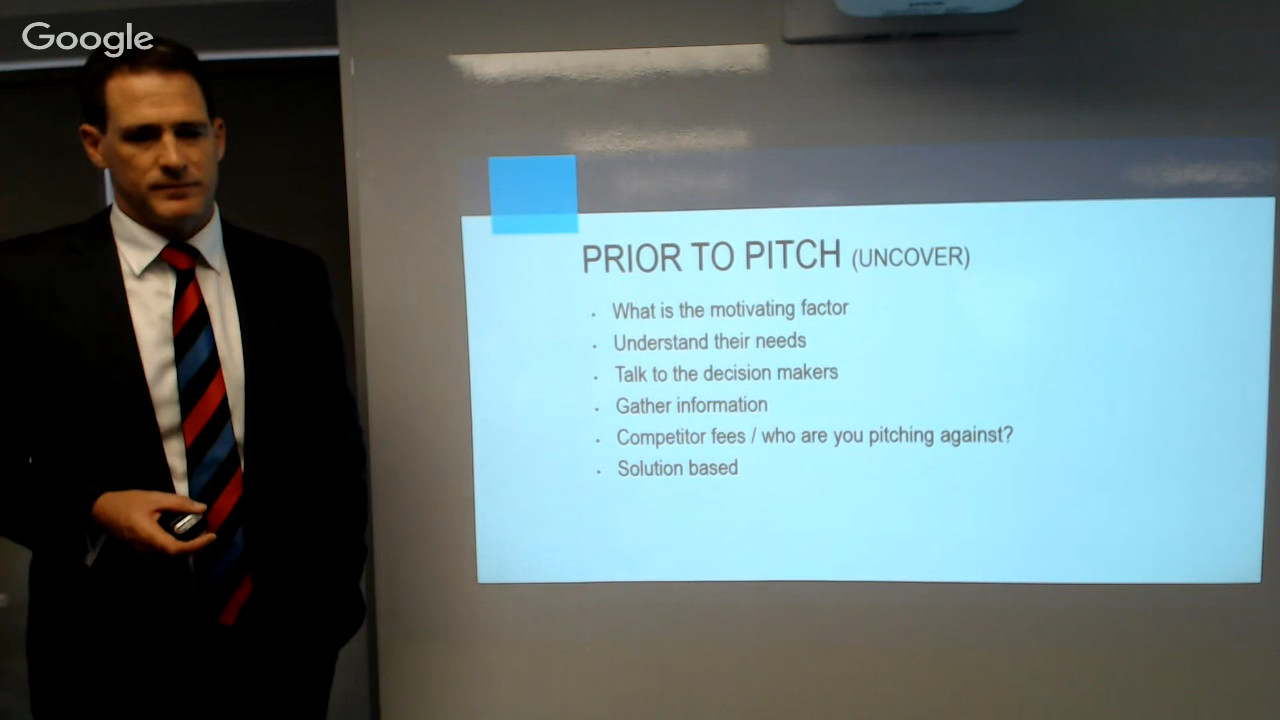 Google
PRIOR TO PITCH (UNCOVER)
What is the motivating factor
Understand their needs
Talk to the decision makers
Gather information
Competitor fees / who are you pitching against?
Solution based